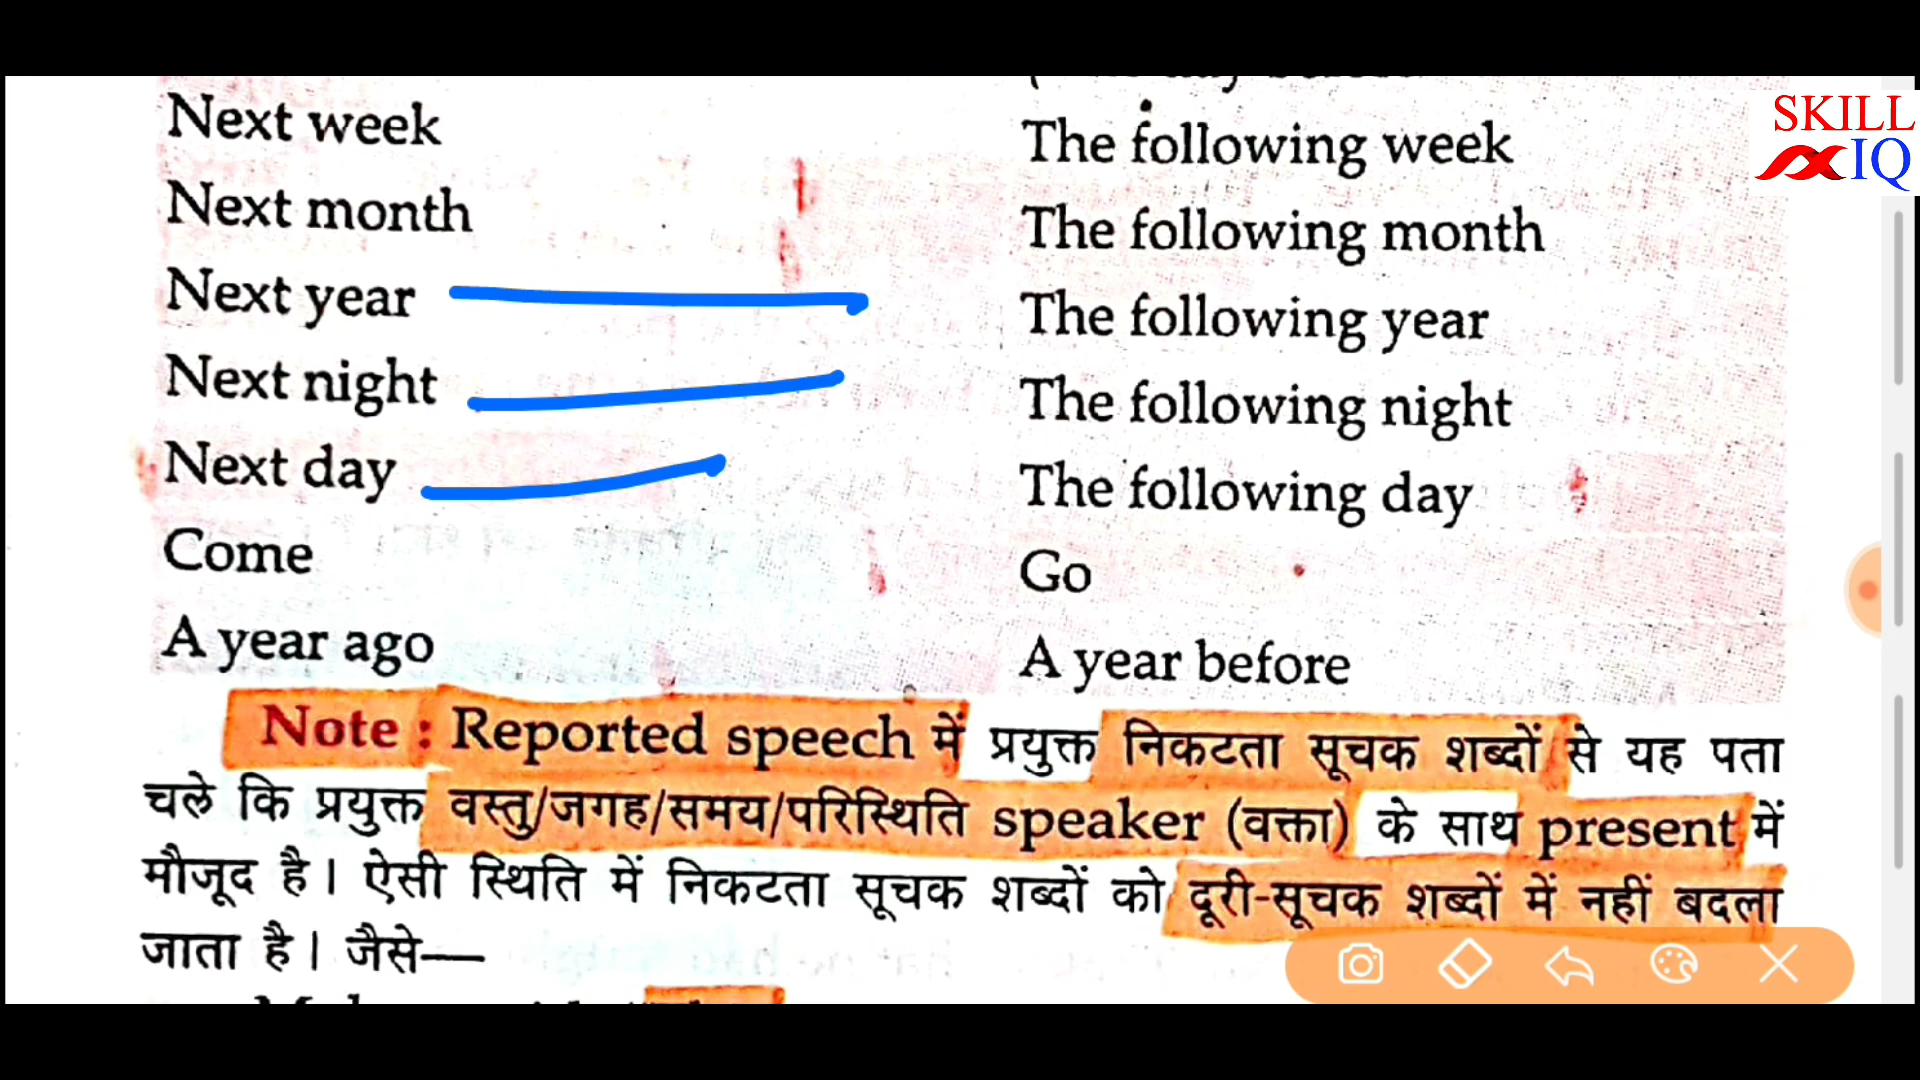 Next week The following week
SKILL
IQ
Next month The following month
Next year The following year
Next night The following night
Next day The following day
Come Go
A year ago A year before
Note : Reported speech में प्रयुक्त निकटता सूचक शब्दों से यह पता
चले कि प्रयुक्त वस्तु/जगह/समय/परिस्थिति speaker (वक्ता) के साथ present में
मौजूद है। ऐसी स्थिति में निकटता सूचक शब्दों को दूरी-सूचक शब्दों में नहीं बदला
जाता है। जैसे—